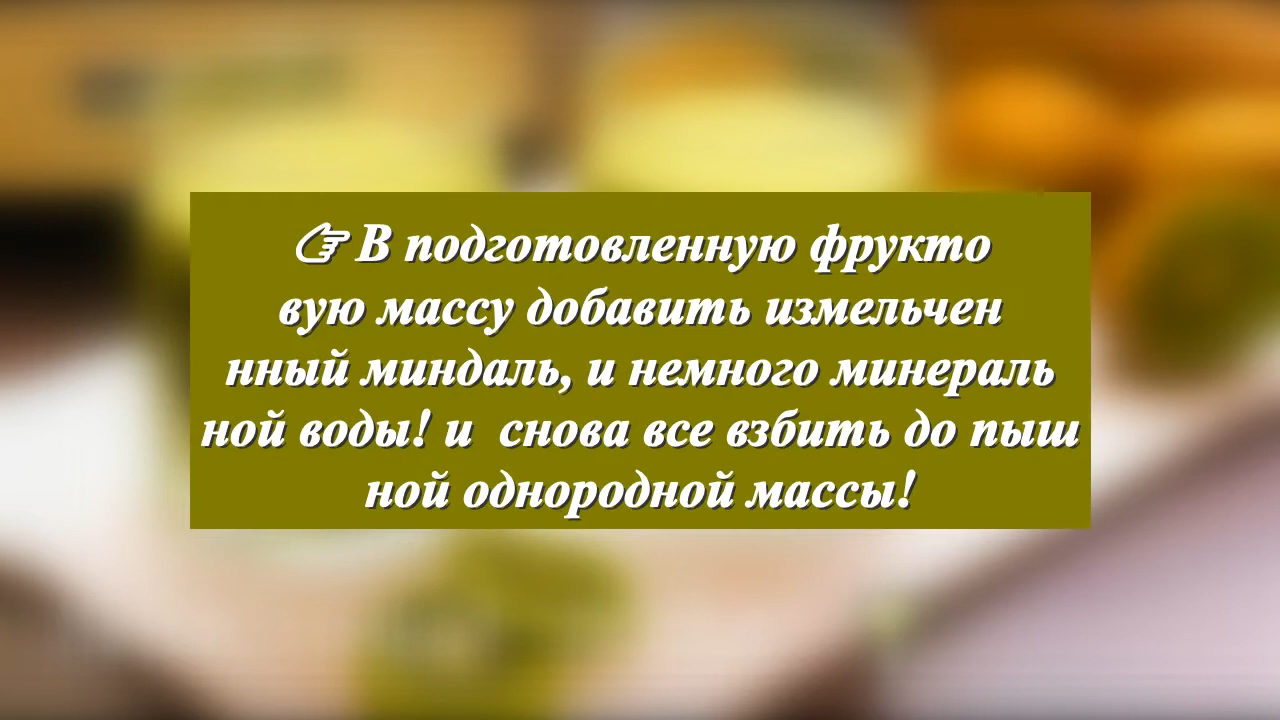 👉 В подготовленную фрукто
вую массу добавить измельчен
нный миндаль, и немного минераль
ной воды! и  снова все взбить до пыш
ной однородной массы!